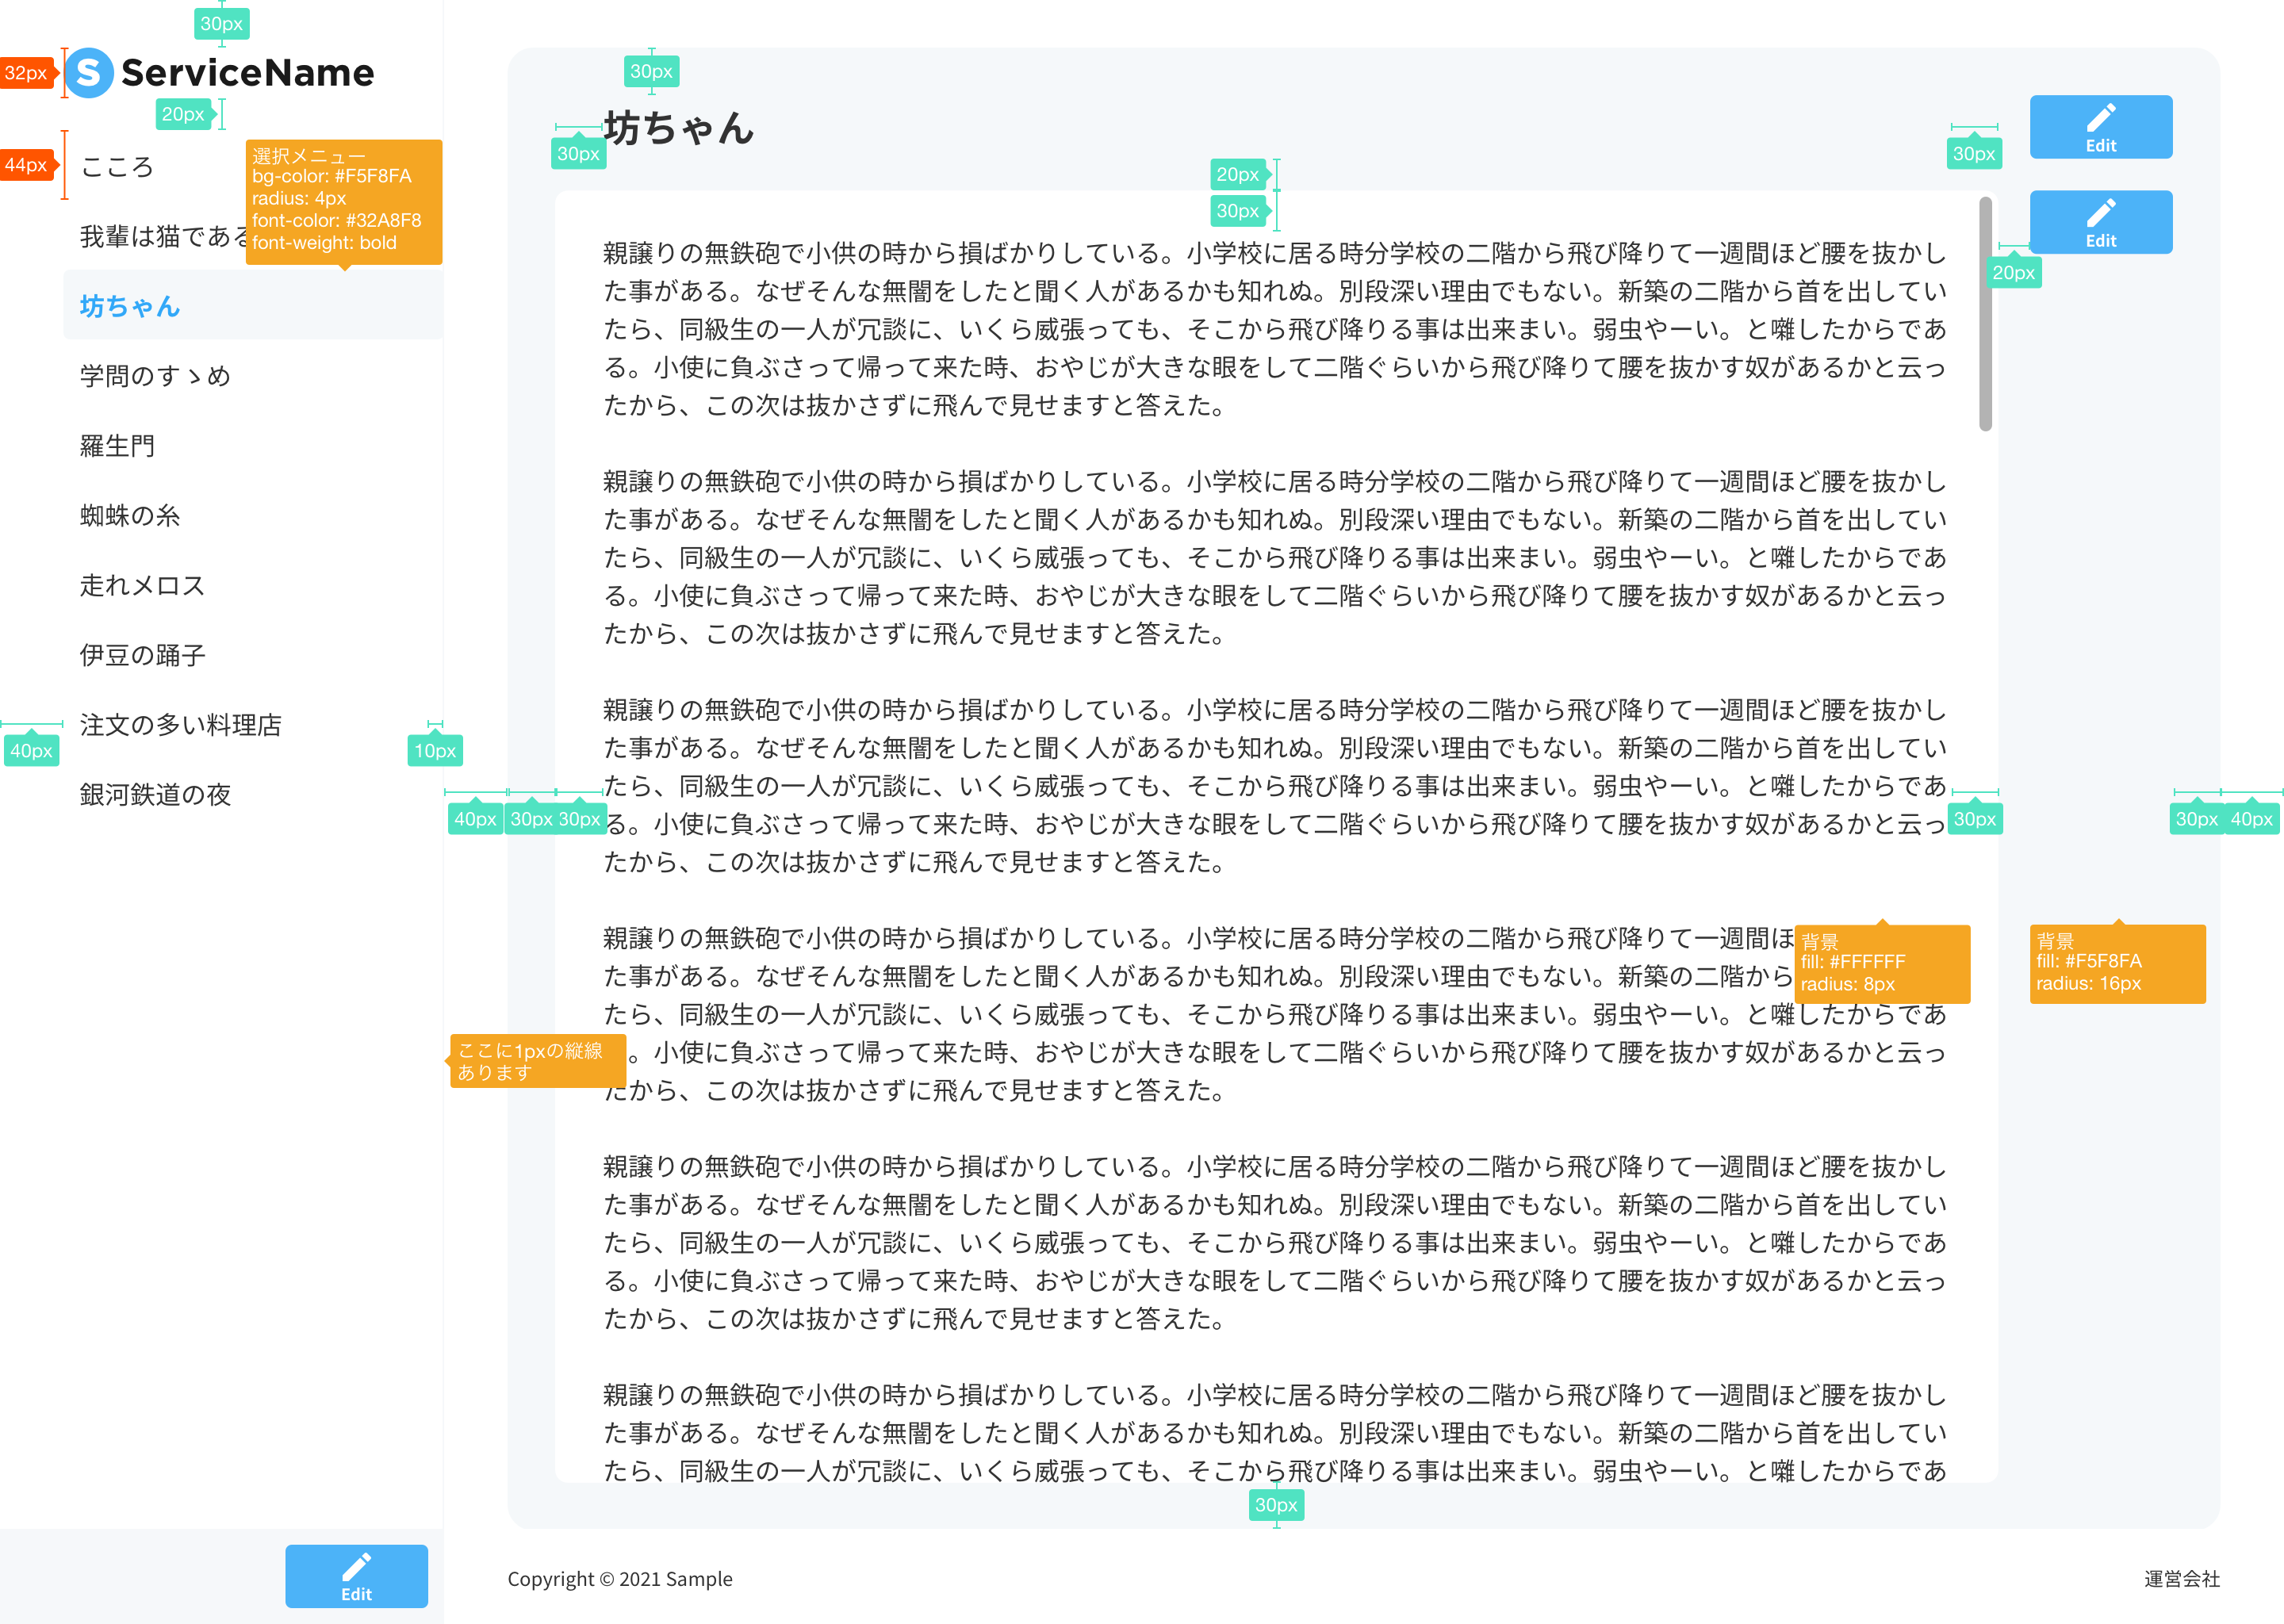 30px
32px
S ServiceName
20px
44px
こころ
選択メニュー
bg-color: #F5F8FA
radius: 4px
font-color: #32A8F8
font-weight: bold
我輩は猫である
坊ちゃん
学問のすゝめ
羅生門
蜘蛛の糸
走れメロス
伊豆の踊子
注文の多い料理店
40px
10px
銀河鉄道の夜
Edit
30px
坊ちゃん
30px
30px
Edit
20px
30px
Edit
20px
親譲りの無鉄砲で小供の時から損ばかりしている。小学校に居る時分学校の二階から飛び降りて一週間ほど腰を抜かし
た事がある。なぜそんな無闇をしたと聞く人があるかも知れぬ。別段深い理由でもない。新築の二階から首を出してい
たら、同級生の一人が冗談に、いくら威張っても、そこから飛び降りる事は出来まい。弱虫やーい。と囃したからであ
る。小使に負ぶさって帰って来た時、おやじが大きな眼をして二階ぐらいから飛び降りて腰を抜かす奴があるかと云っ
たから、この次は抜かさずに飛んで見せますと答えた。
親譲りの無鉄砲で小供の時から損ばかりしている。小学校に居る時分学校の二階から飛び降りて一週間ほど腰を抜かし
た事がある。なぜそんな無闇をしたと聞く人があるかも知れぬ。別段深い理由でもない。新築の二階から首を出してい
たら、同級生の一人が冗談に、いくら威張っても、そこから飛び降りる事は出来まい。弱虫やーい。と囃したからであ
る。小使に負ぶさって帰って来た時、おやじが大きな眼をして二階ぐらいから飛び降りて腰を抜かす奴があるかと云っ
たから、この次は抜かさずに飛んで見せますと答えた。
親譲りの無鉄砲で小供の時から損ばかりしている。小学校に居る時分学校の二階から飛び降りて一週間ほど腰を抜かし
た事がある。なぜそんな無闇をしたと聞く人があるかも知れぬ。別段深い理由でもない。新築の二階から首を出してい
たら、同級生の一人が冗談に、いくら威張っても、そこから飛び降りる事は出来まい。弱虫やーい。と囃したからであ
る。小使に負ぶさって帰って来た時、おやじが大きな眼をして二階ぐらいから飛び降りて腰を抜かす奴があるかと云っ
たから、この次は抜かさずに飛んで見せますと答えた。
40px 30px 30px
30px
30px 40px
親譲りの無鉄砲で小供の時から損ばかりしている。小学校に居る時分学校の二階から飛び降りて一週間ほ
た事がある。なぜそんな無闇をしたと聞く人があるかも知れぬ。別段深い理由でもない。新築の二階から
たら、同級生の一人が冗談に、いくら威張っても、そこから飛び降りる事は出来まい。弱虫やーい。と囃したからであ
。小使に負ぶさって帰って来た時、おやじが大きな眼をして二階ぐらいから飛び降りて腰を抜かす奴があるかと云っ
たから、この次は抜かさずに飛んで見せますと答えた。
背景
fill: #FFFFFF
radius: 8px
背景
fill: #F5F8FA
radius: 16px
ここに1pxの縦線
あります
親譲りの無鉄砲で小供の時から損ばかりしている。小学校に居る時分学校の二階から飛び降りて一週間ほど腰を抜かし
た事がある。なぜそんな無闇をしたと聞く人があるかも知れぬ。別段深い理由でもない。新築の二階から首を出してい
たら、同級生の一人が冗談に、いくら威張っても、そこから飛び降りる事は出来まい。弱虫やーい。と囃したからであ
る。小使に負ぶさって帰って来た時、おやじが大きな眼をして二階ぐらいから飛び降りて腰を抜かす奴があるかと云っ
たから、この次は抜かさずに飛んで見せますと答えた。
親譲りの無鉄砲で小供の時から損ばかりしている。小学校に居る時分学校の二階から飛び降りて一週間ほど腰を抜かし
た事がある。なぜそんな無闇をしたと聞く人があるかも知れぬ。別段深い理由でもない。新築の二階から首を出してい
たら、同級生の一人が冗談に、いくら威張っても、そこから飛び降りる事は出来まい。弱虫やーい。と囃したからであ
30px
Copyright © 2021 Sample
運営会社